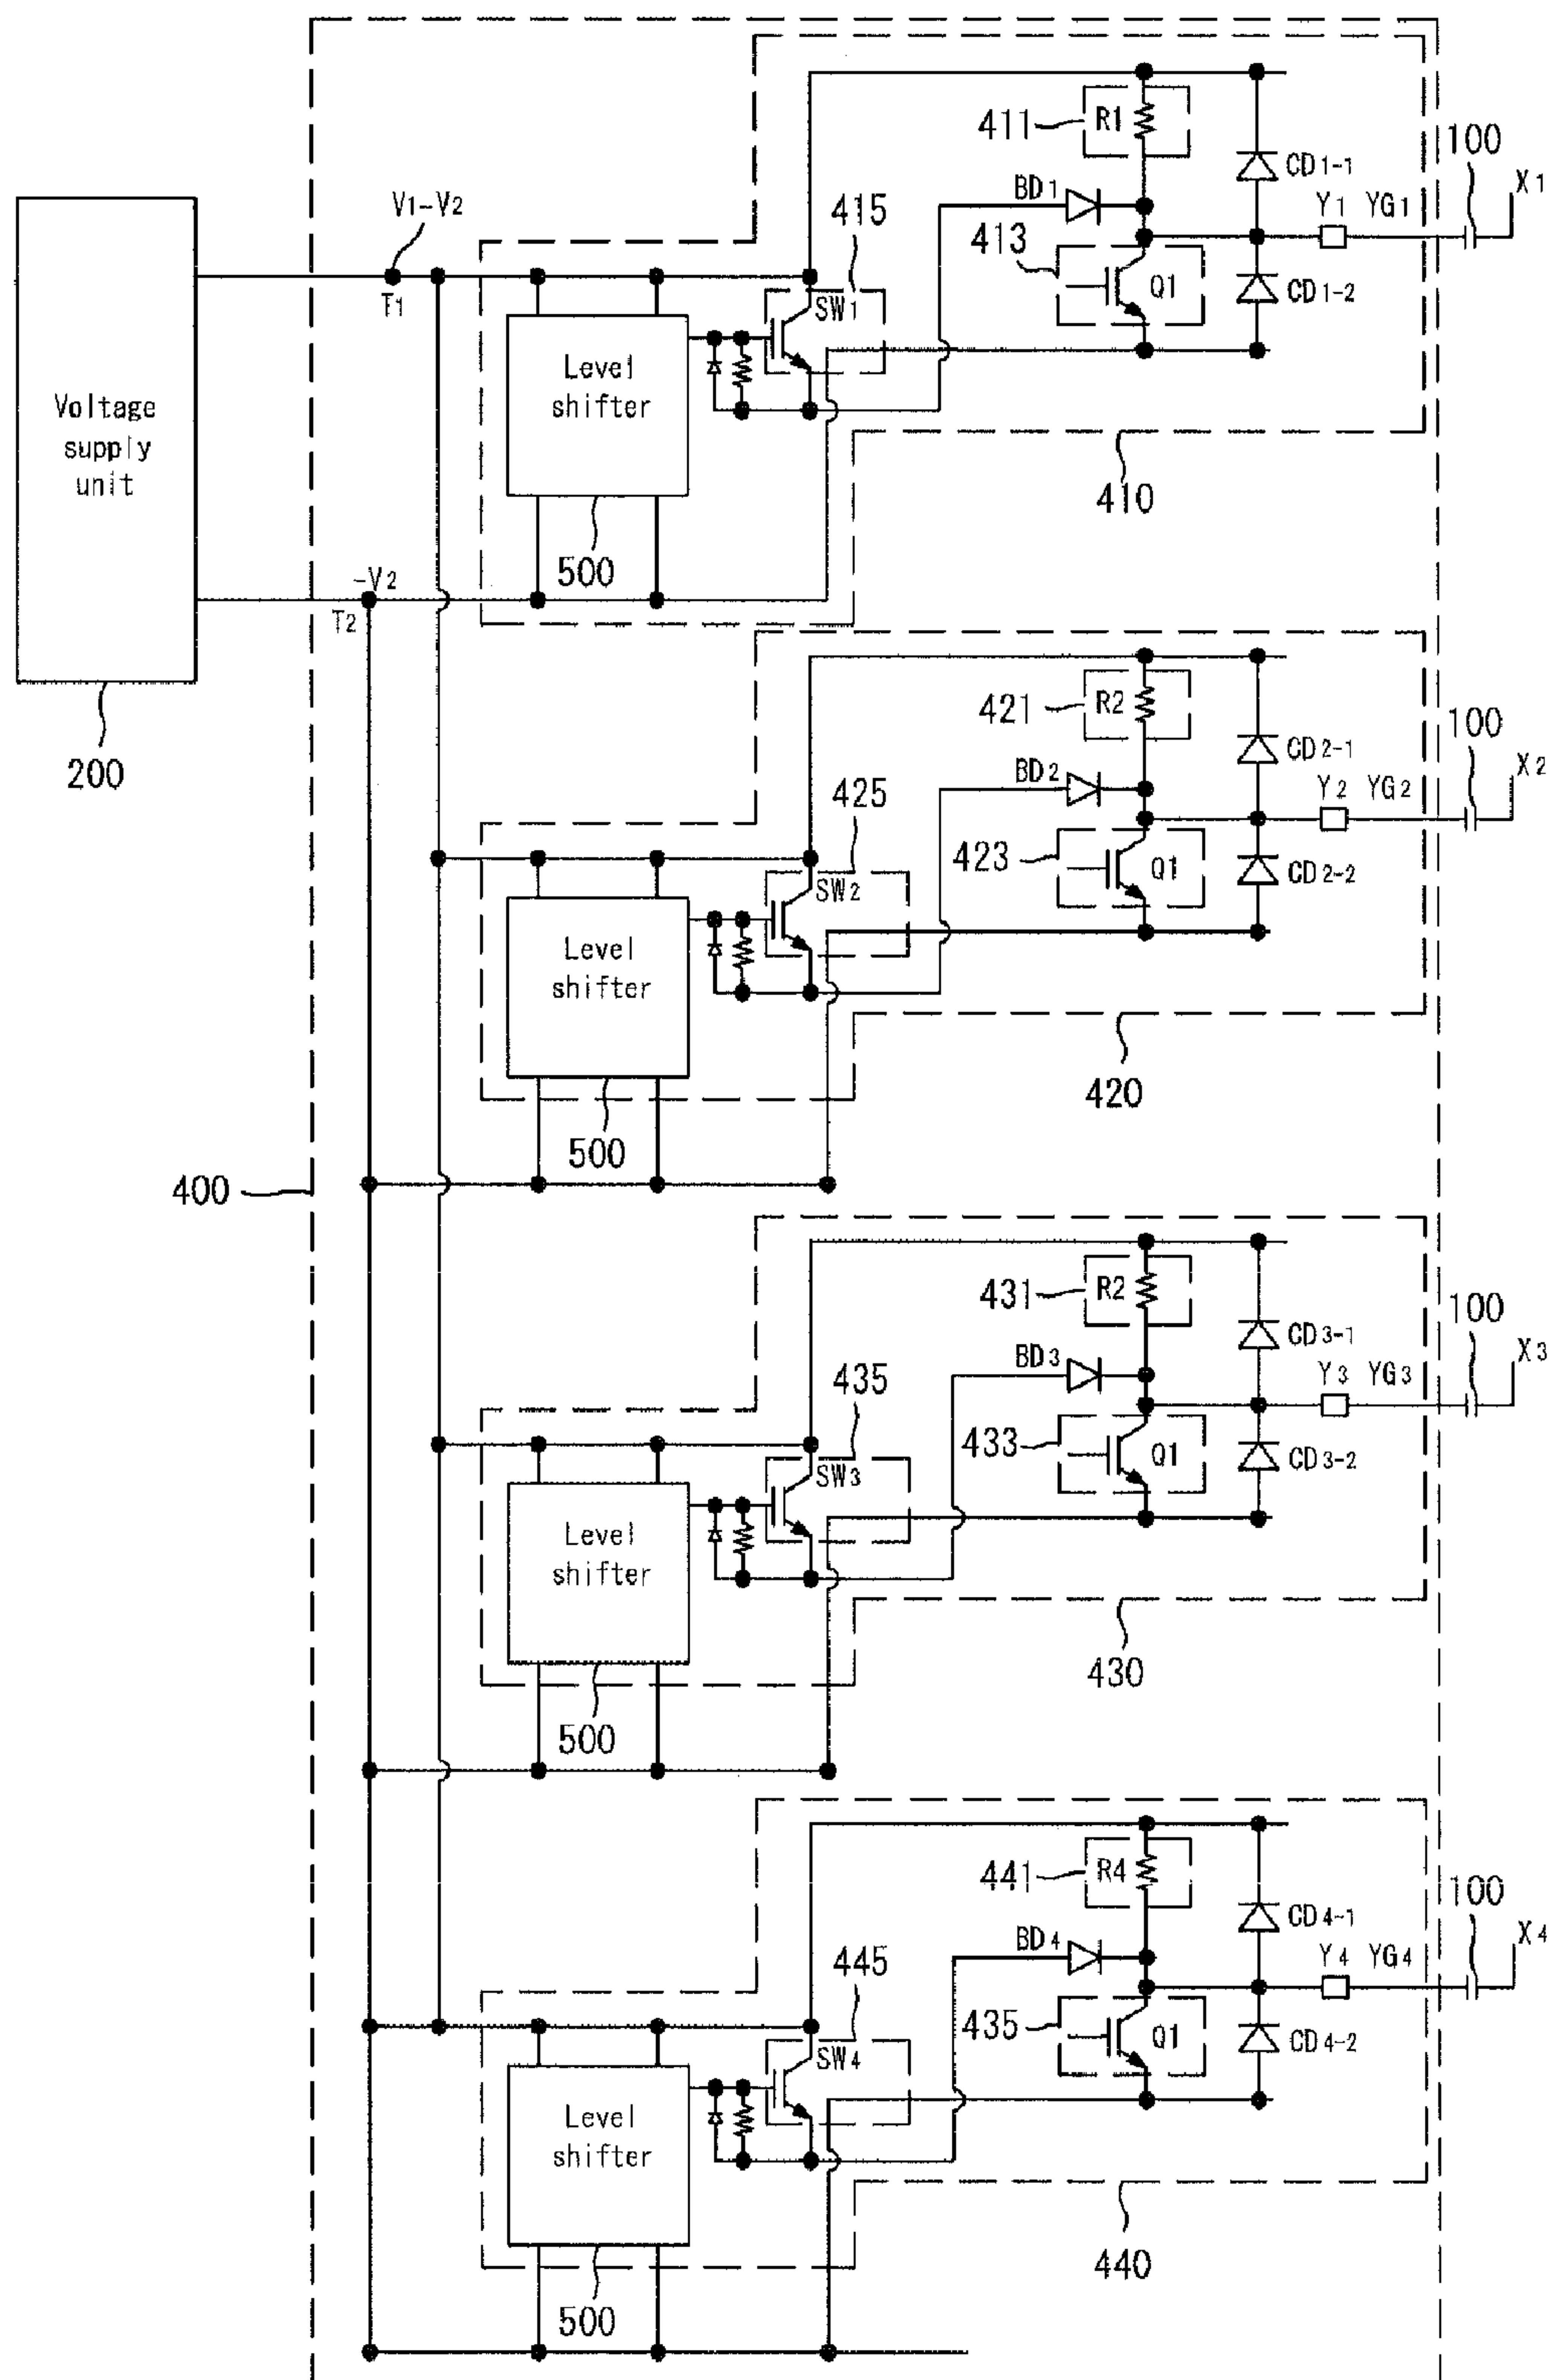 411
R1
CD1-1
100
X1
BD1
Y1 YG1
V1-V2
415
413
T1
SW1
Q1
CD1-2
Voltage
supply
unit
Level
shifter
410
500
-V2
T2
200
421
R2
CD2-1
100
X2
BD2
Y2 YG2
425
423
SW2
Q1
CD2-2
Level
shifter
420
500
400
431
R2
CD3-1
100
X3
BD3
Y3 YG3
435
433
SW3
Q1
CD3-2
Level
shifter
430
500
441
R4
CD4-1
100
X4
BD4
Y4 YG4
445
435
SW4
Q1
CD4-2
Level
shifter
440
500